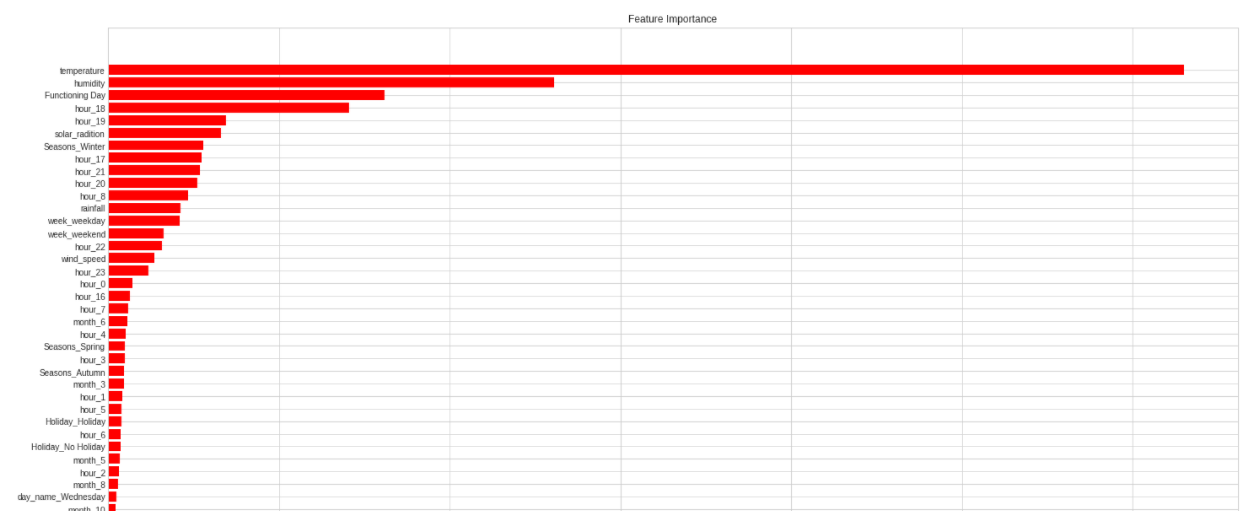 Feature Importance
temperature
humidity
Functioning Day
hour_18
hour_19
solar_radition
Seasons_Winter
hour_17
hour_21
hour_20
hour_8
rainfall
week_weekday
week_weekend
hour_22
wind_speed
hour_23
hour_0
hour_16
hour_7
month_6
hour_4
Seasons_Spring
hour_3
Seasons_Autumn
month_3
hour_1
hour_5
Holiday_Holiday
hour_6
Holiday_No Holiday
month_5
hour_2
month_8
day_name_Wednesday
month_10